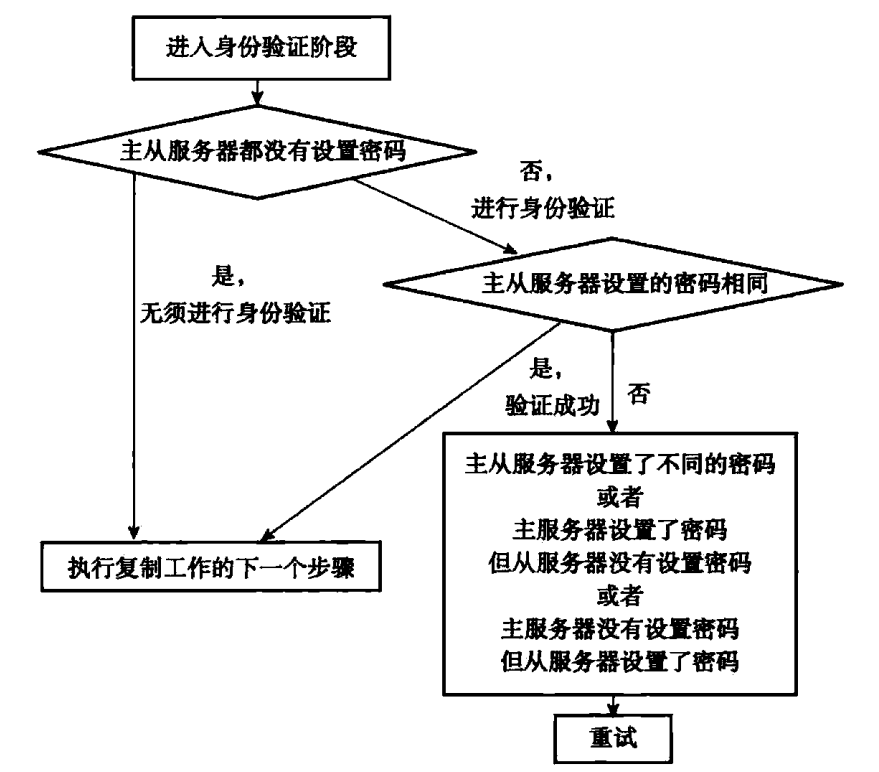 进入身份验证阶段
主从服务器都没有设置密码
否，
进行身份验证
是，
无须进行身份验证
主从服务器设置的密码相同
是，
验证成功
否
主从服务器设置了不同的密码
或者
主服务器设置了密码
但从服务器没有设置密码
或者
主服务器没有设置密码
但从服务器设置了密码
执行复制工作的下一个步骤
重试